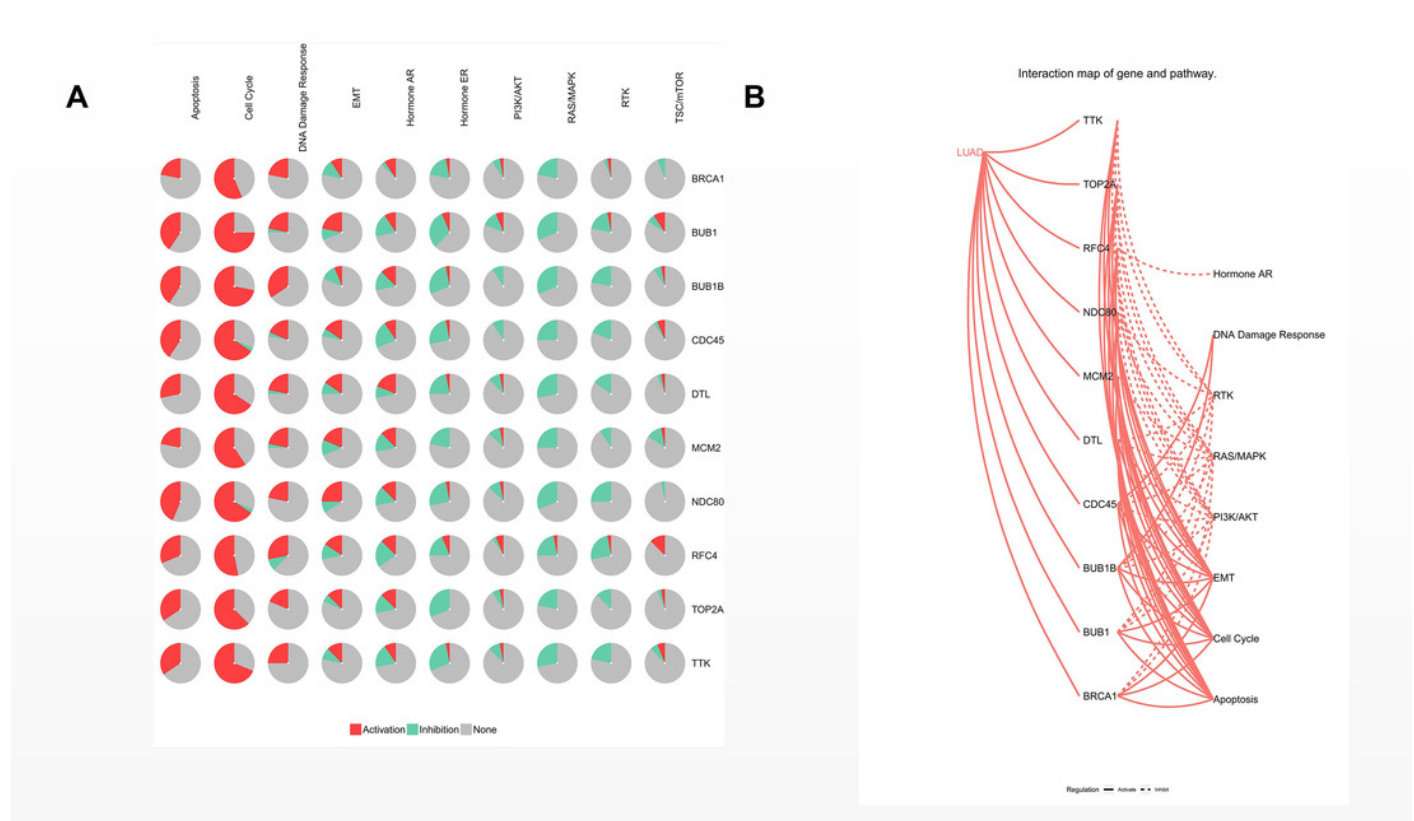 A
Apoptosis
Cell Cycle
DNA Damage Response
EMT
Hormone AR
Hormone ER
PI3K/AKT
RAS/MAPK
RTK
TSC/mTOR
BRCA1
BUB1
BUB1B
CDC45
DTL
MCM2
NDC80
RFC4
TOP2A
TTK
Activation Inhibition None
B
Interaction map of gene and pathway.
LUAD
TTK
TOP2A
RFC4
NDC80
MCM2
DTL
CDC45
BUB1B
BUB1
BRCA1
Hormone AR
DNA Damage Response
RTK
RAS/MAPK
PI3K/AKT
EMT
Cell Cycle
Apoptosis
Regulation Activate Inhibit